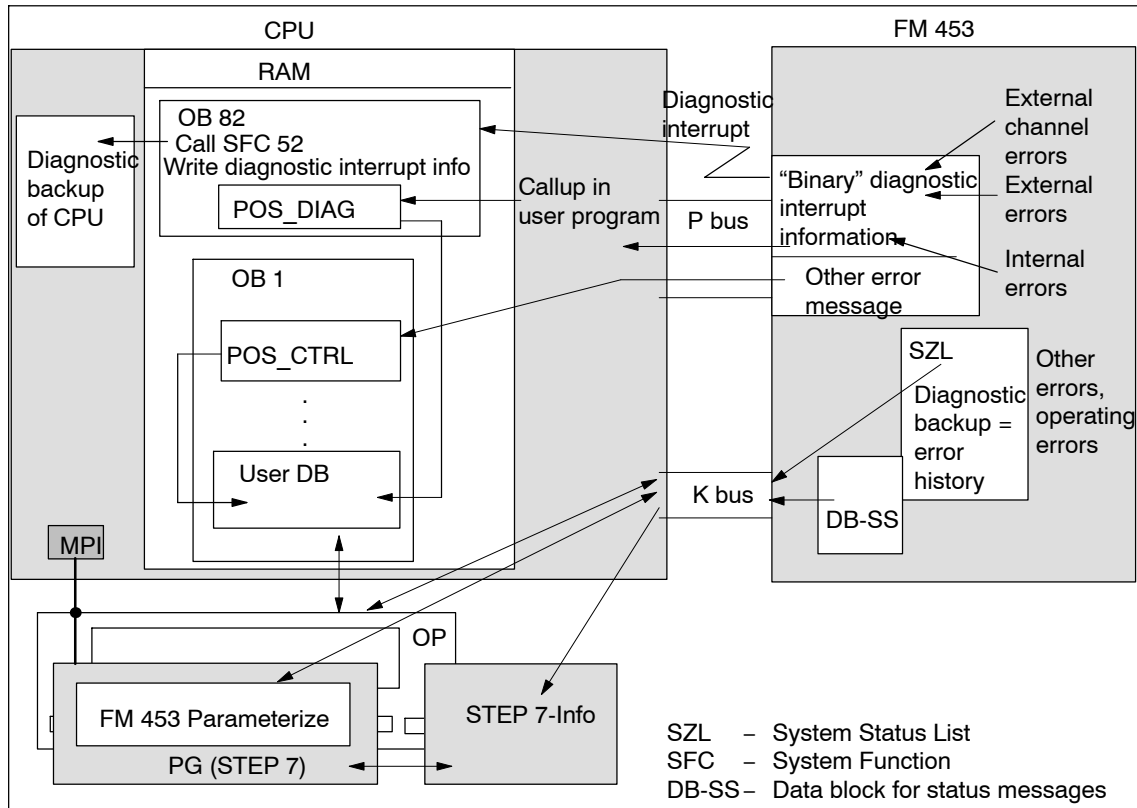 CPU
FM 453
RAM
OB 82
Call SFC 52
Write diagnostic interrupt info
POS_DIAG
Diagnostic
backup
of CPU
Diagnostic
interrupt
Callup in
user program
P bus
External
channel
errors
“Binary” diagnostic
interrupt
information
External
errors
Internal
errors
Other error
message
OB 1
POS_CTRL
.
.
.
User DB
SZL
Diagnostic
backup =
error
history
Other
errors,
operating
errors
K bus
DB-SS
MPI
OP
FM 453 Parameterize
PG (STEP 7)
STEP 7-Info
SZL – System Status List
SFC – System Function
DB-SS – Data block for status messages